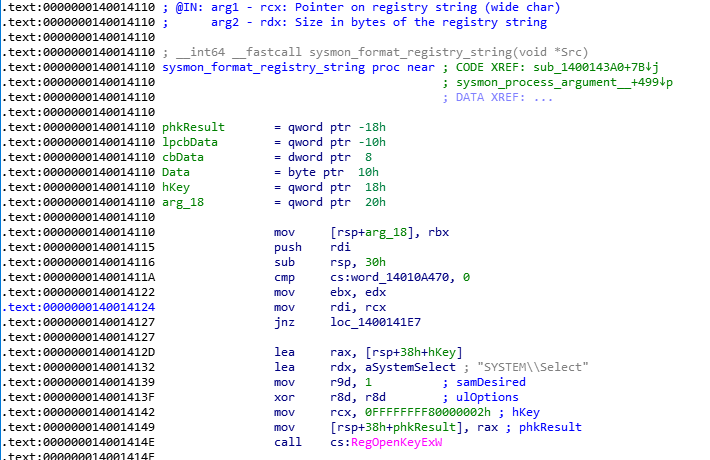 .text:0000000140014110 ; @IN: arg1 - rcx: Pointer on registry string (wide char)
.text:0000000140014110 ;      arg2 - rdx: Size in bytes of the registry string
.text:0000000140014110
.text:0000000140014110 ; __int64 __fastcall sysmon_format_registry_string(void *Src)
.text:0000000140014110 sysmon_format_registry_string proc near ; CODE XREF: sub_1400143A0+7B↓j
.text:0000000140014110                                         ; sysmon_process_argument__+499↓p
.text:0000000140014110                                         ; DATA XREF: ...
.text:0000000140014110
.text:0000000140014110 phkResult       = qword ptr -18h
.text:0000000140014110 lpcbData        = qword ptr -10h
.text:0000000140014110 cbData          = dword ptr  8
.text:0000000140014110 Data            = byte ptr  10h
.text:0000000140014110 hKey            = qword ptr  18h
.text:0000000140014110 arg_18          = qword ptr  20h
.text:0000000140014110
.text:0000000140014110                 mov     [rsp+arg_18], rbx
.text:0000000140014115                 push    rdi
.text:0000000140014116                 sub     rsp, 30h
.text:000000014001411A                 cmp     cs:word_14010A470, 0
.text:0000000140014122                 mov     ebx, edx
.text:0000000140014124                 mov     rdi, rcx
.text:0000000140014127                 jnz     loc_1400141E7
.text:0000000140014127
.text:000000014001412D                 lea     rax, [rsp+38h+hKey]
.text:0000000140014132                 lea     rdx, aSystemSelect ; "SYSTEM\\Select"
.text:0000000140014139                 mov     r9d, 1          ; samDesired
.text:000000014001413F                 xor     r8d, r8d        ; ulOptions
.text:0000000140014142                 mov     rcx, 0FFFFFFFF80000002h ; hKey
.text:0000000140014149                 mov     [rsp+38h+phkResult], rax ; phkResult
.text:000000014001414E                 call    cs:RegOpenKeyExW
.text:000000014001414E